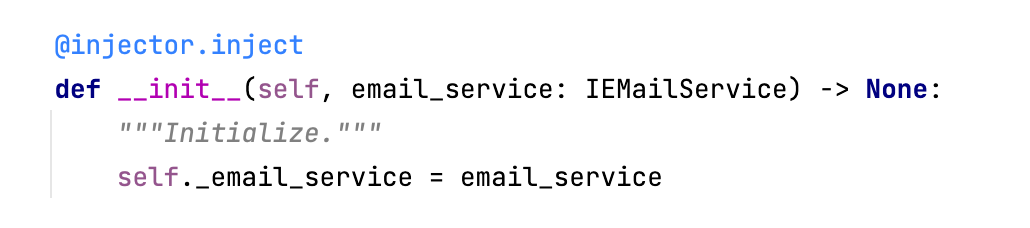 @injector.inject
def __init__(self, email_service: IEMailService) -> None:
    """Initialize."""
    self._email_service = email_service